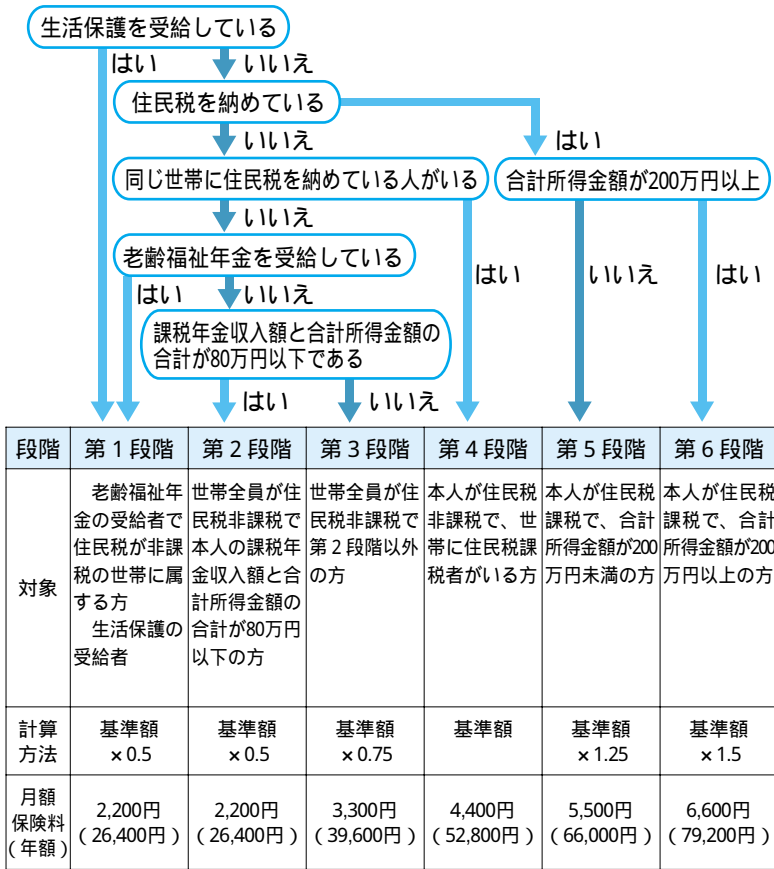 生活保護を受給している
はい
いいえ
住民税を納めている
いいえ
はい
同じ世帯に住民税を納めている人がいる
合計所得金額が200万円以上
いいえ
老齢福祉年金を受給している
はい
いいえ
はい
はい
いいえ
課税年金収入額と合計所得金額の
合計が80万円以下である
はい
いいえ
段階
第1段階
第2段階
第3段階
第4段階
第5段階
第6段階
対象
老齢福祉年
金の受給者で
住民税が非課
税の世帯に属
する方
生活保護の
受給者
世帯全員が住
民税非課税で
本人の課税年
金収入額と合
計所得金額の
合計が80万円
以下の方
世帯全員が住
民税非課税で
第2段階以外
の方
本人が住民税
非課税で、世
帯に住民税課
税者がいる方
本人が住民税
課税で、合計
所得金額が200
万円未満の方
本人が住民税
課税で、合計
所得金額が200
万円以上の方
計算
方法
基準額
×0.5
基準額
×0.5
基準額
×0.75
基準額
基準額
×1.25
基準額
×1.5
月額
保険料
(年額)
2,200円
(26,400円)
2,200円
(26,400円)
3,300円
(39,600円)
4,400円
(52,800円)
5,500円
(66,000円)
6,600円
(79,200円)